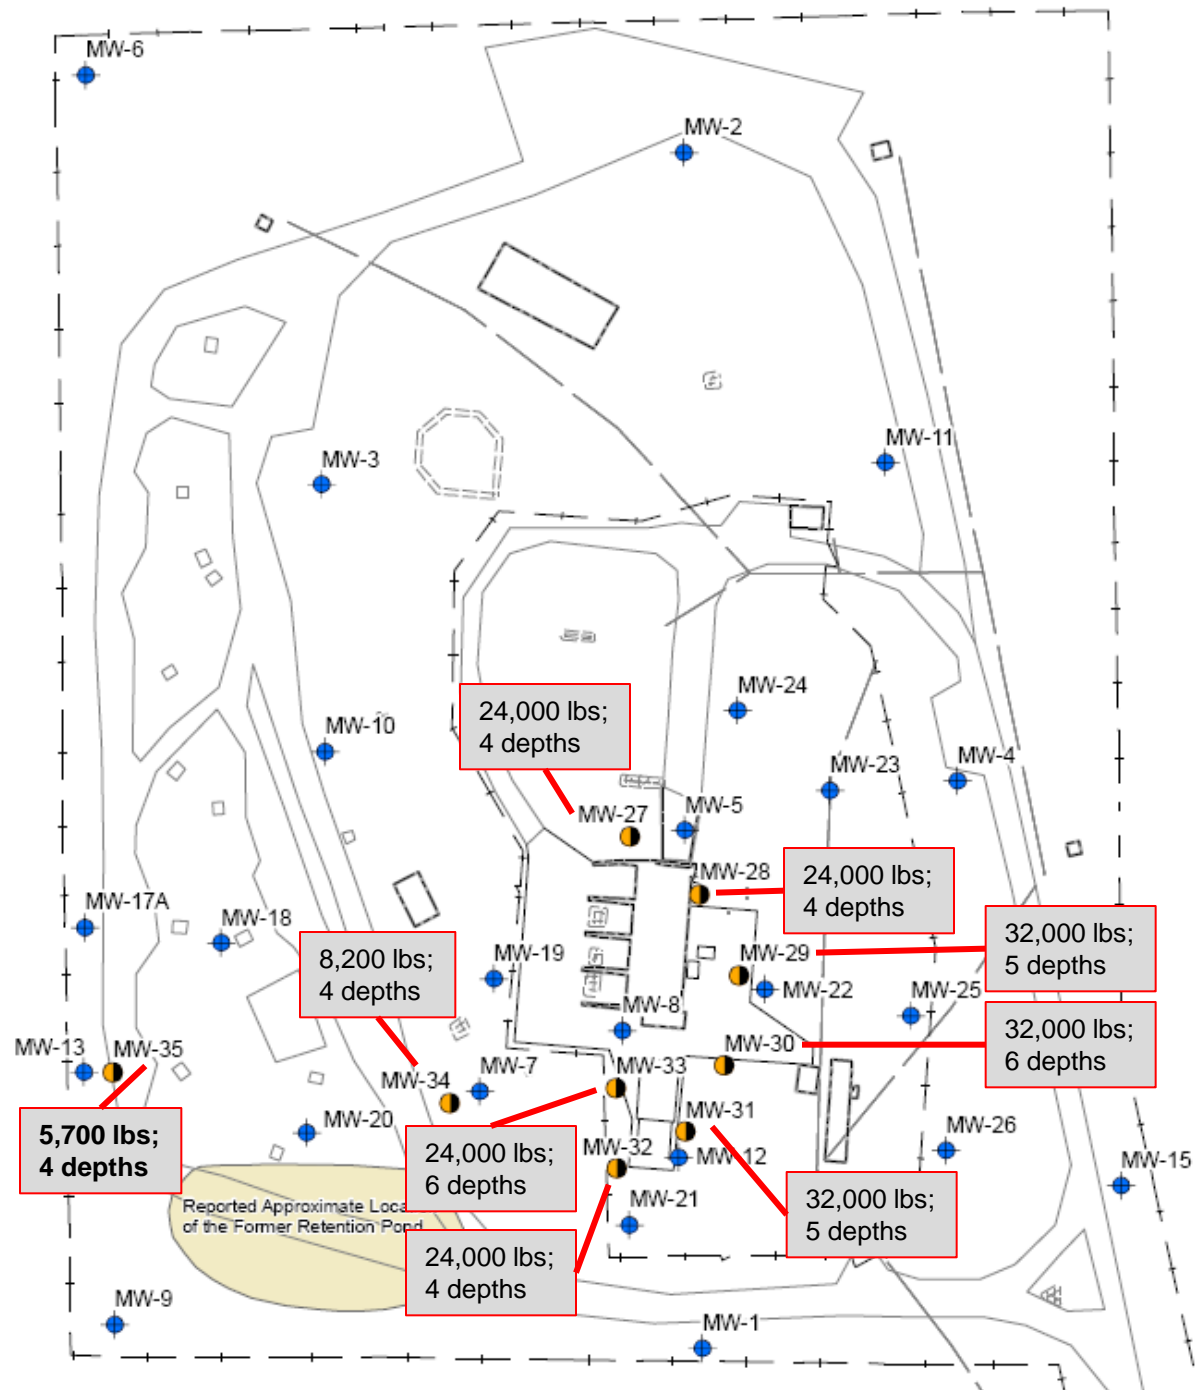 MW-6
MW-2
MW-11
MW-3
MW-24
24,000 lbs;
4 depths
MW-10
MW-4
MW-23
MW-5
MW-27
MW-28
24,000 lbs;
4 depths
MW-17A
MW-18
32,000 lbs;
5 depths
8,200 lbs;
4 depths
MW-19
MW-29
MW-22
MW-25
MW-8
32,000 lbs;
6 depths
MW-13
MW-35
MW-30
MW-34
MW-7
MW-33
MW-31
5,700 lbs;
4 depths
MW-20
24,000 lbs;
6 depths
MW-32
MW-12
MW-26
MW-15
Reported Approximate Loca
of the Former Retention Pond
MW-21
32,000 lbs;
5 depths
24,000 lbs;
4 depths
MW-9
MW-1